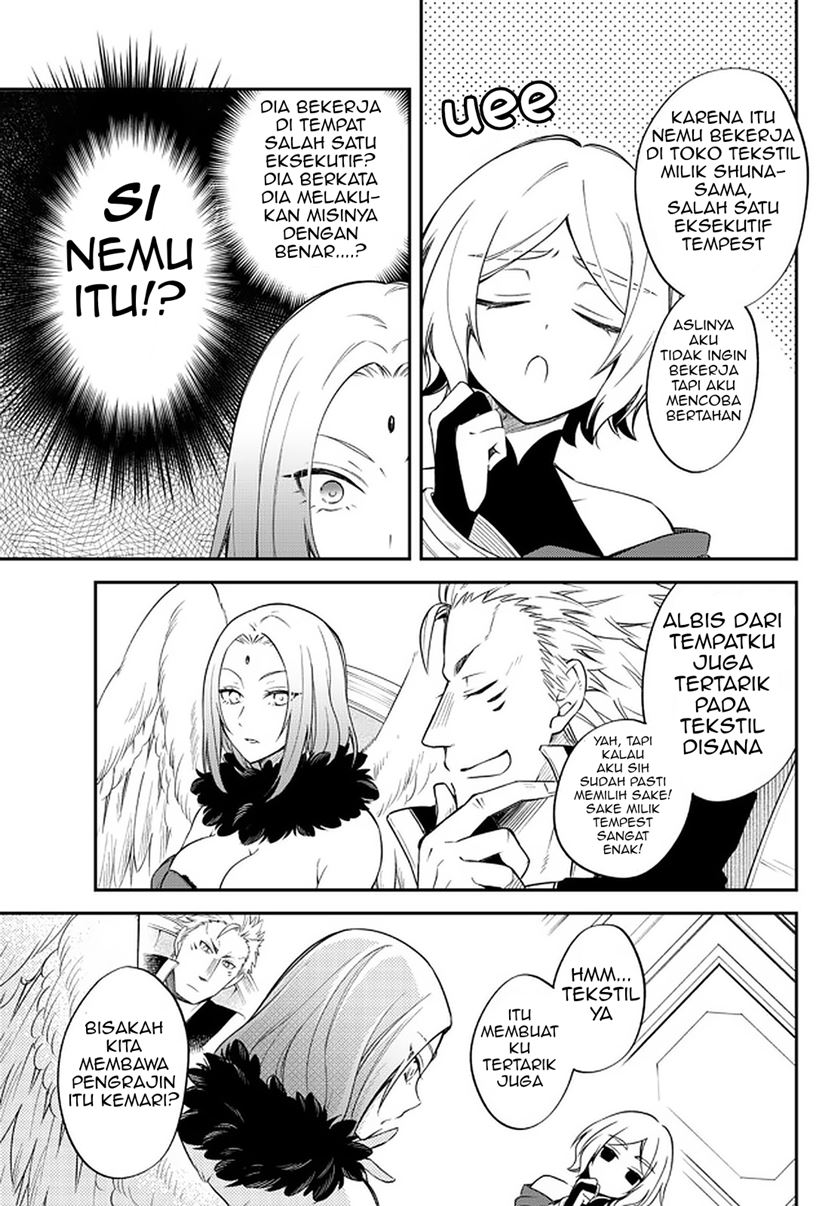 uee
KARENA ITU
NEMU BEKERJA
DI TOKO TEKSTIL
MILIK SHUNA-
SAMA,
SALAH SATU
EKSEKUTIF
TEMPEST
ASLINYA
AKU
TIDAK INGIN
BEKERJA
TAPI AKU
MENCOBA
BERTAHAN
DIA BEKERJA
DI TEMPAT
SALAH SATU
EKSEKUTIF?
DIA BERKATA
DIA MELAKU-
KAN MISINYA
DENGAN
BENAR....?
SI
NEMU
ITU!?
ALBIS DARI
TEMPATKU
JUGA
TERTARIK
PADA
TEKSTIL
DISANA
YAH, TAPI
KALAU
AKU SIH
SUDAH PASTI
MEMILIH SAKE!
SAKE MILIK
TEMPEST
SANGAT
ENAK!
HMM...
TEKSTIL
YA
ITU
MEMBUAT
KU
TERTARIK
JUGA
BISAKAH
KITA
MEMBAWA
PENGRAJIN
ITU KEMARI?